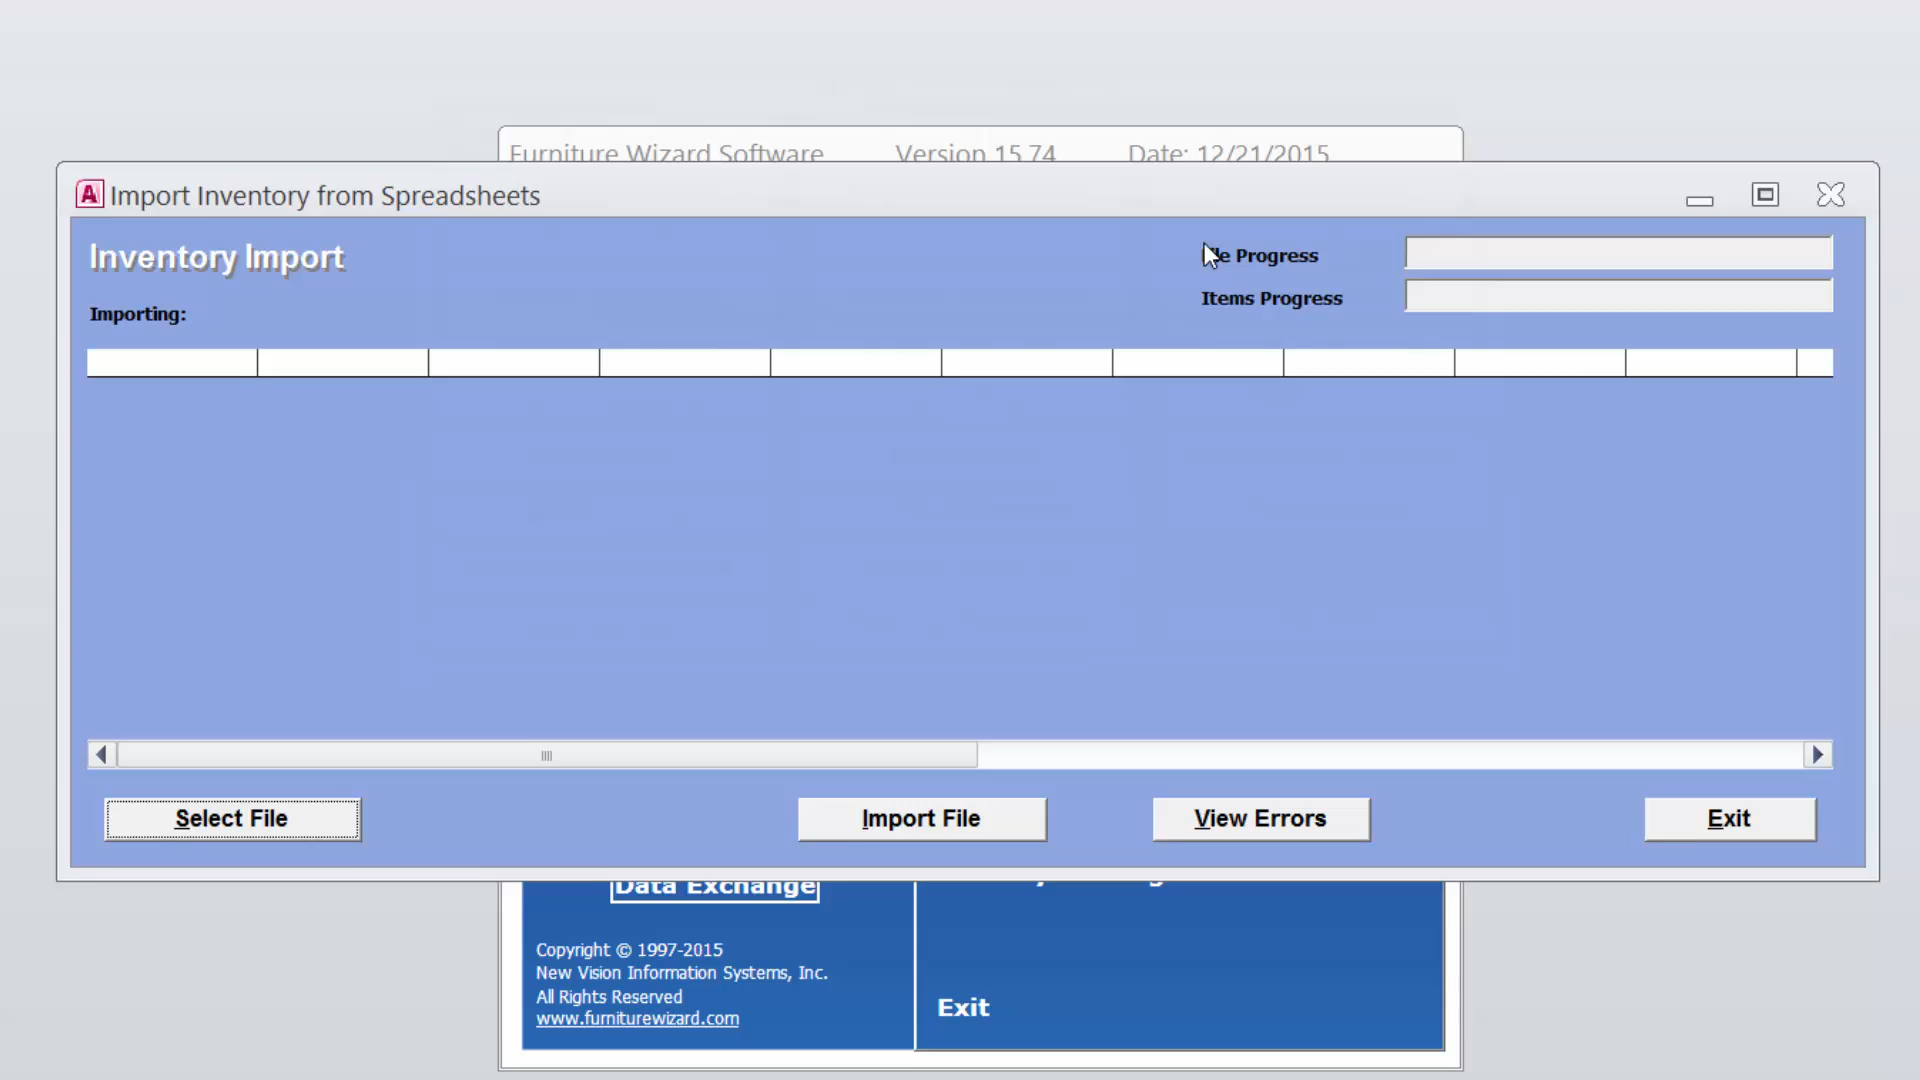 Furniture Wizard Software Version 15.74 Date: 12/21/2015
Import Inventory from Spreadsheets
Inventory Import
Progress
Items Progress
Importing:
Select File
Import File
View Errors
Exit
Data Exchange
Copyright © 1997-2015
New Vision Information Systems, Inc.
All Rights Reserved
www.furniturewizard.com
Exit